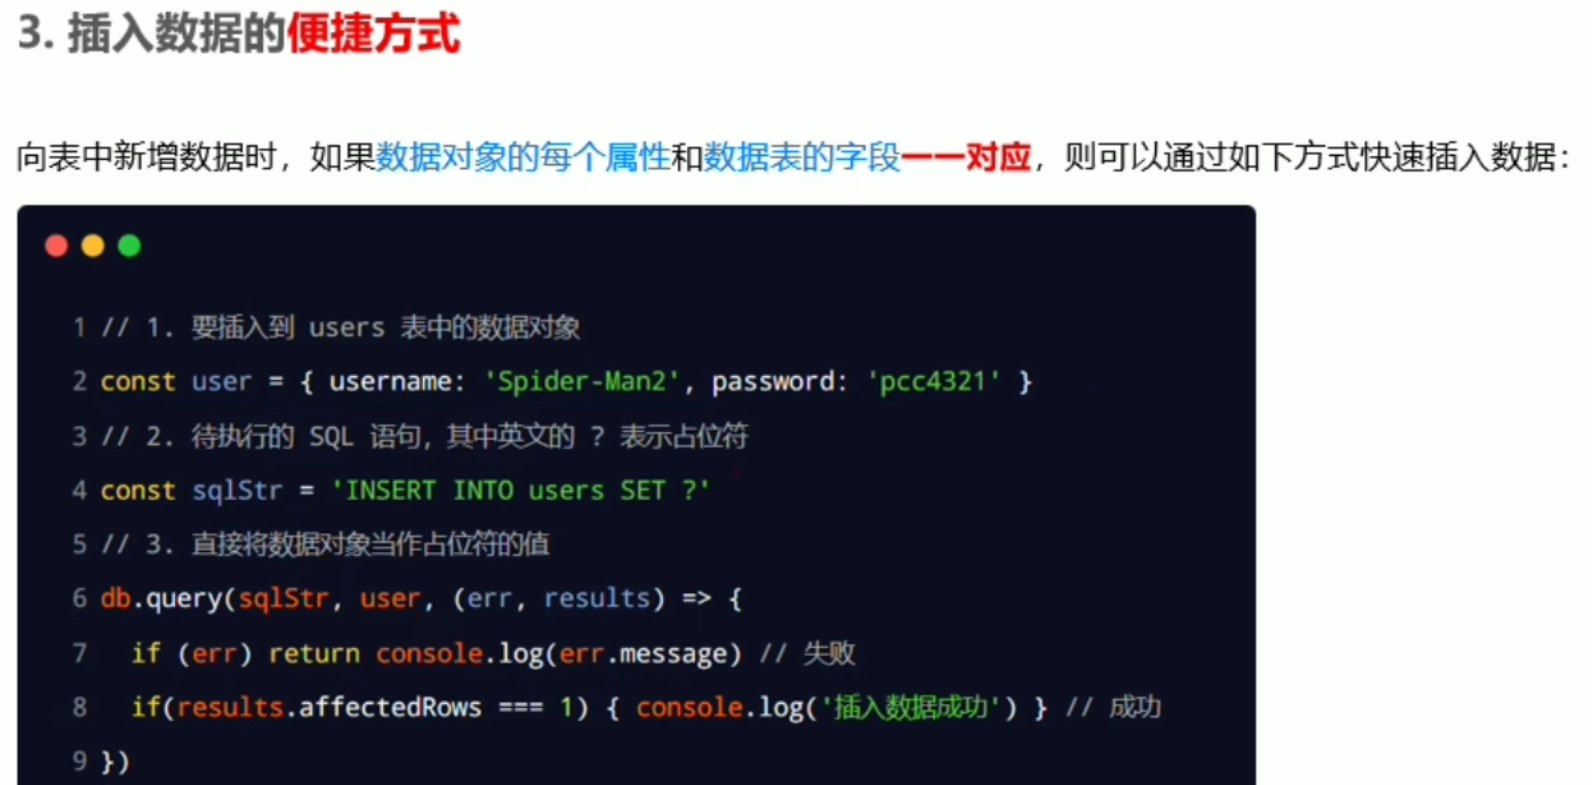 3. 插入数据的便捷方式
向表中新增数据时，如果数据对象的每个属性和数据表的字段一一对应，则可以通过如下方式快速插入数据：
1 // 1. 要插入到 users 表中的数据对象
2 const user = { username: 'Spider-Man2', password: 'pcc4321' }
3 // 2. 待执行的 SQL 语句，其中英文的 ? 表示占位符
4 const sqlStr = 'INSERT INTO users SET ?'
5 // 3. 直接将数据对象当作占位符的值
6 db.query(sqlStr, user, (err, results) => {
7   if (err) return console.log(err.message) // 失败
8   if(results.affectedRows === 1) { console.log('插入数据成功') } // 成功
9 })